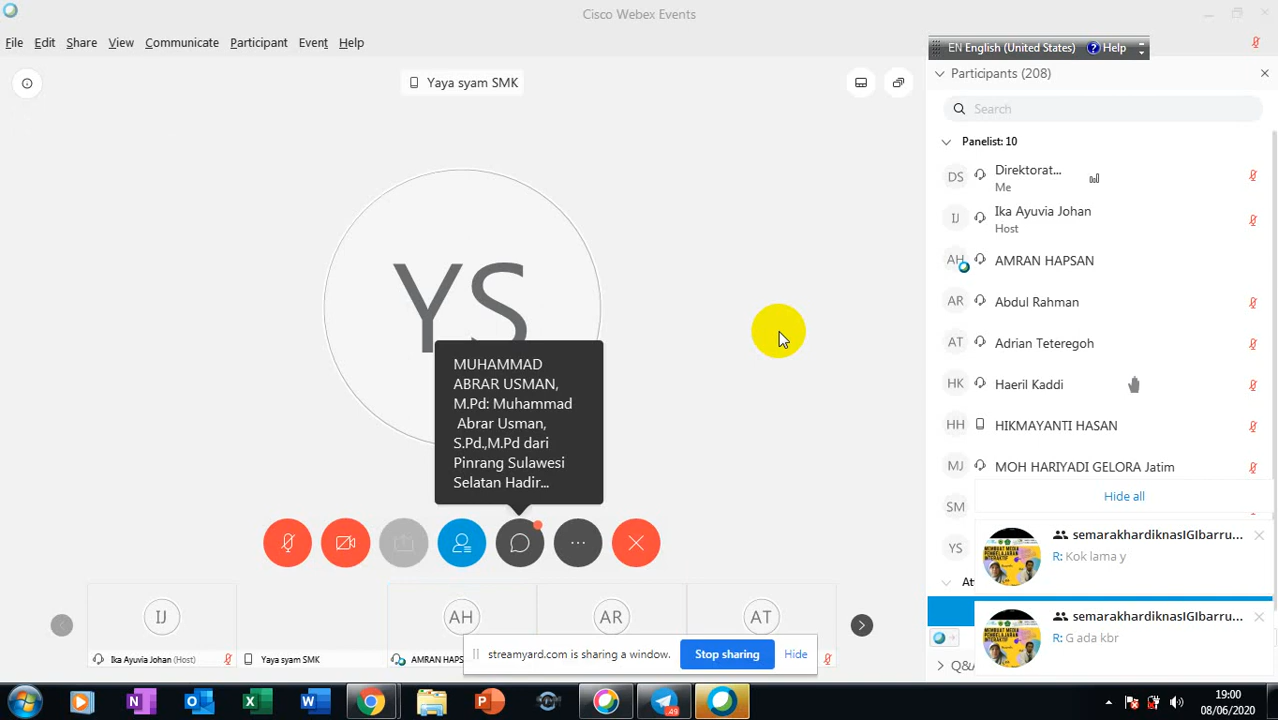 Cisco Webex Events
File Edit Share View Communicate Participant Event Help
EN English (United States) ? Help
Yaya syam SMK
Participants (208)
Search
Panelist: 10
DS Direktorat...
Me
IJ Ika Ayuvia Johan
Host
AH AMRAN HAPSAN
AR Abdul Rahman
AT Adrian Teteregoh
HK Haeril Kaddi
HH HIKMAYANTI HASAN
MJ MOH HARIYADI GELORA Jatim
SM
YS
Hide all
semarakhardiknasIGIbarru...
R: Kok lama y
semarakhardiknasIGIbarru...
R: G ada kbr
YS
MUHAMMAD
ABRAR USMAN,
M.Pd: Muhammad
Abrar Usman,
S.Pd.,M.Pd dari
Pinrang Sulawesi
Selatan Hadir...
IJ AH AR AT
Ika Ayuvia Johan (Host) Yaya syam SMK AMRAN HAPS
streamyard.com is sharing a window. Stop sharing Hide
49
19:00
08/06/2020